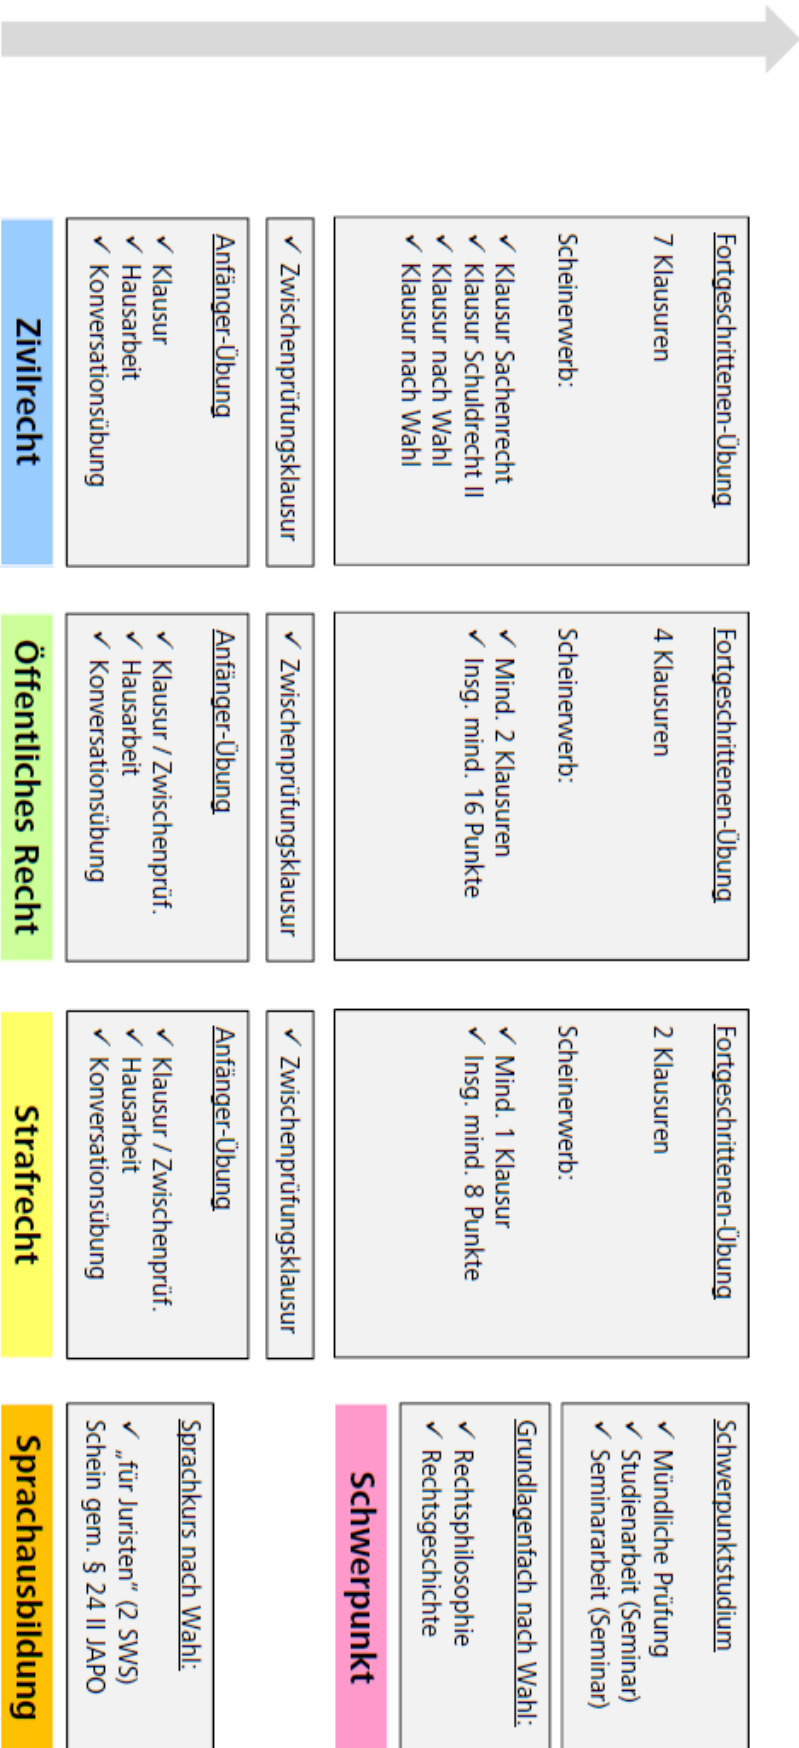 Fortgeschrittenen-Übung
7 Klausuren
Scheinerwerb:
✓ Klausur Sachenrecht
✓ Klausur Schuldrecht II
✓ Klausur nach Wahl
✓ Klausur nach Wahl
✓ Zwischenprüfungsklausur
Anfänger-Übung
✓ Klausur
✓ Hausarbeit
✓ Konversationsübung
Zivilrecht
Fortgeschrittenen-Übung
4 Klausuren
Scheinerwerb:
✓ Mind. 2 Klausuren
✓ Insg. mind. 16 Punkte
✓ Zwischenprüfungsklausur
Anfänger-Übung
✓ Klausur / Zwischenprüf.
✓ Hausarbeit
✓ Konversationsübung
Öffentliches Recht
Fortgeschrittenen-Übung
2 Klausuren
Scheinerwerb:
✓ Mind. 1 Klausur
✓ Insg. mind. 8 Punkte
✓ Zwischenprüfungsklausur
Anfänger-Übung
✓ Klausur / Zwischenprüf.
✓ Hausarbeit
✓ Konversationsübung
Strafrecht
Schwerpunktstudium
✓ Mündliche Prüfung
✓ Studienarbeit (Seminar)
✓ Seminararbeit (Seminar)
Grundlagenfach nach Wahl:
✓ Rechtsphilosophie
✓ Rechtsgeschichte
Schwerpunkt
Sprachkurs nach Wahl:
✓ „für Juristen" (2 SWS)
Schein gem. § 24 II JAPO
Sprachausbildung